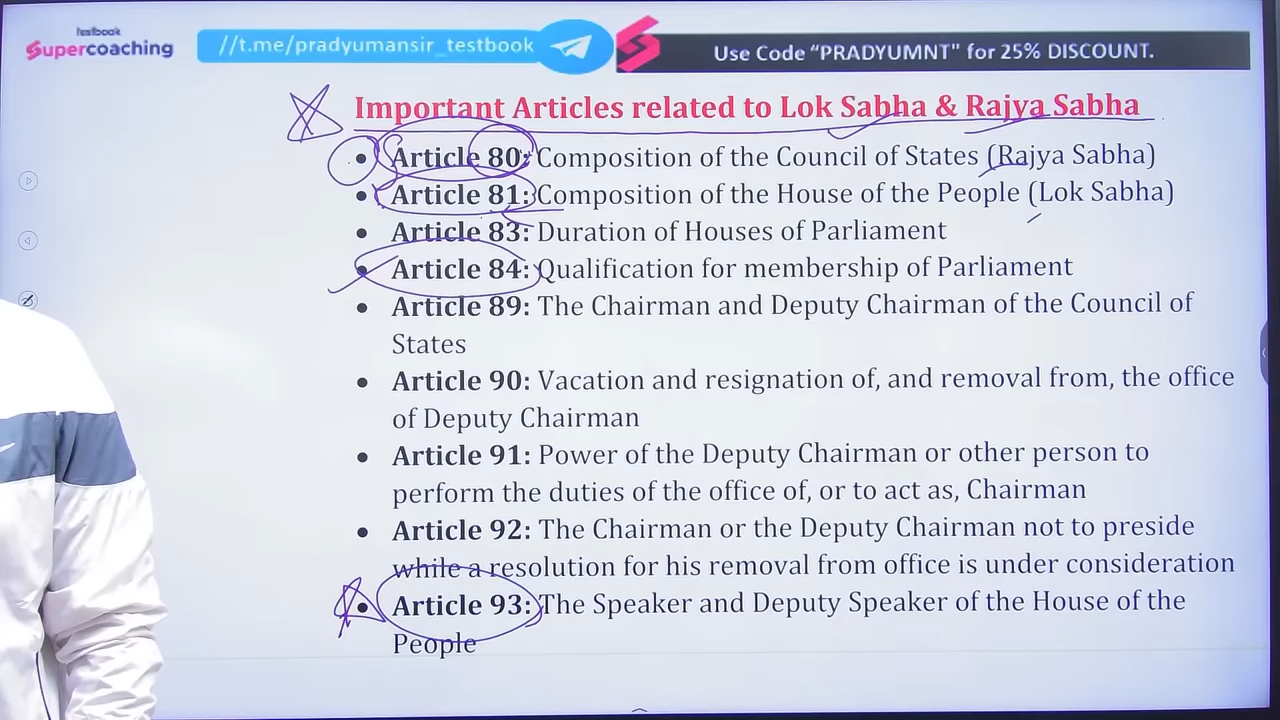 testbook
Supercoaching
//t.me/pradyumansir_testbook
Use Code "PRADYUMNT" for 25% DISCOUNT.
Important Articles related to Lok Sabha & Rajya Sabha
• Article 80: Composition of the Council of States (Rajya Sabha)
• Article 81: Composition of the House of the People (Lok Sabha)
• Article 83: Duration of Houses of Parliament
• Article 84: Qualification for membership of Parliament
• Article 89: The Chairman and Deputy Chairman of the Council of
States
• Article 90: Vacation and resignation of, and removal from, the office
of Deputy Chairman
• Article 91: Power of the Deputy Chairman or other person to
perform the duties of the office of, or to act as, Chairman
• Article 92: The Chairman or the Deputy Chairman not to preside
while a resolution for his removal from office is under consideration
• Article 93: The Speaker and Deputy Speaker of the House of the
People